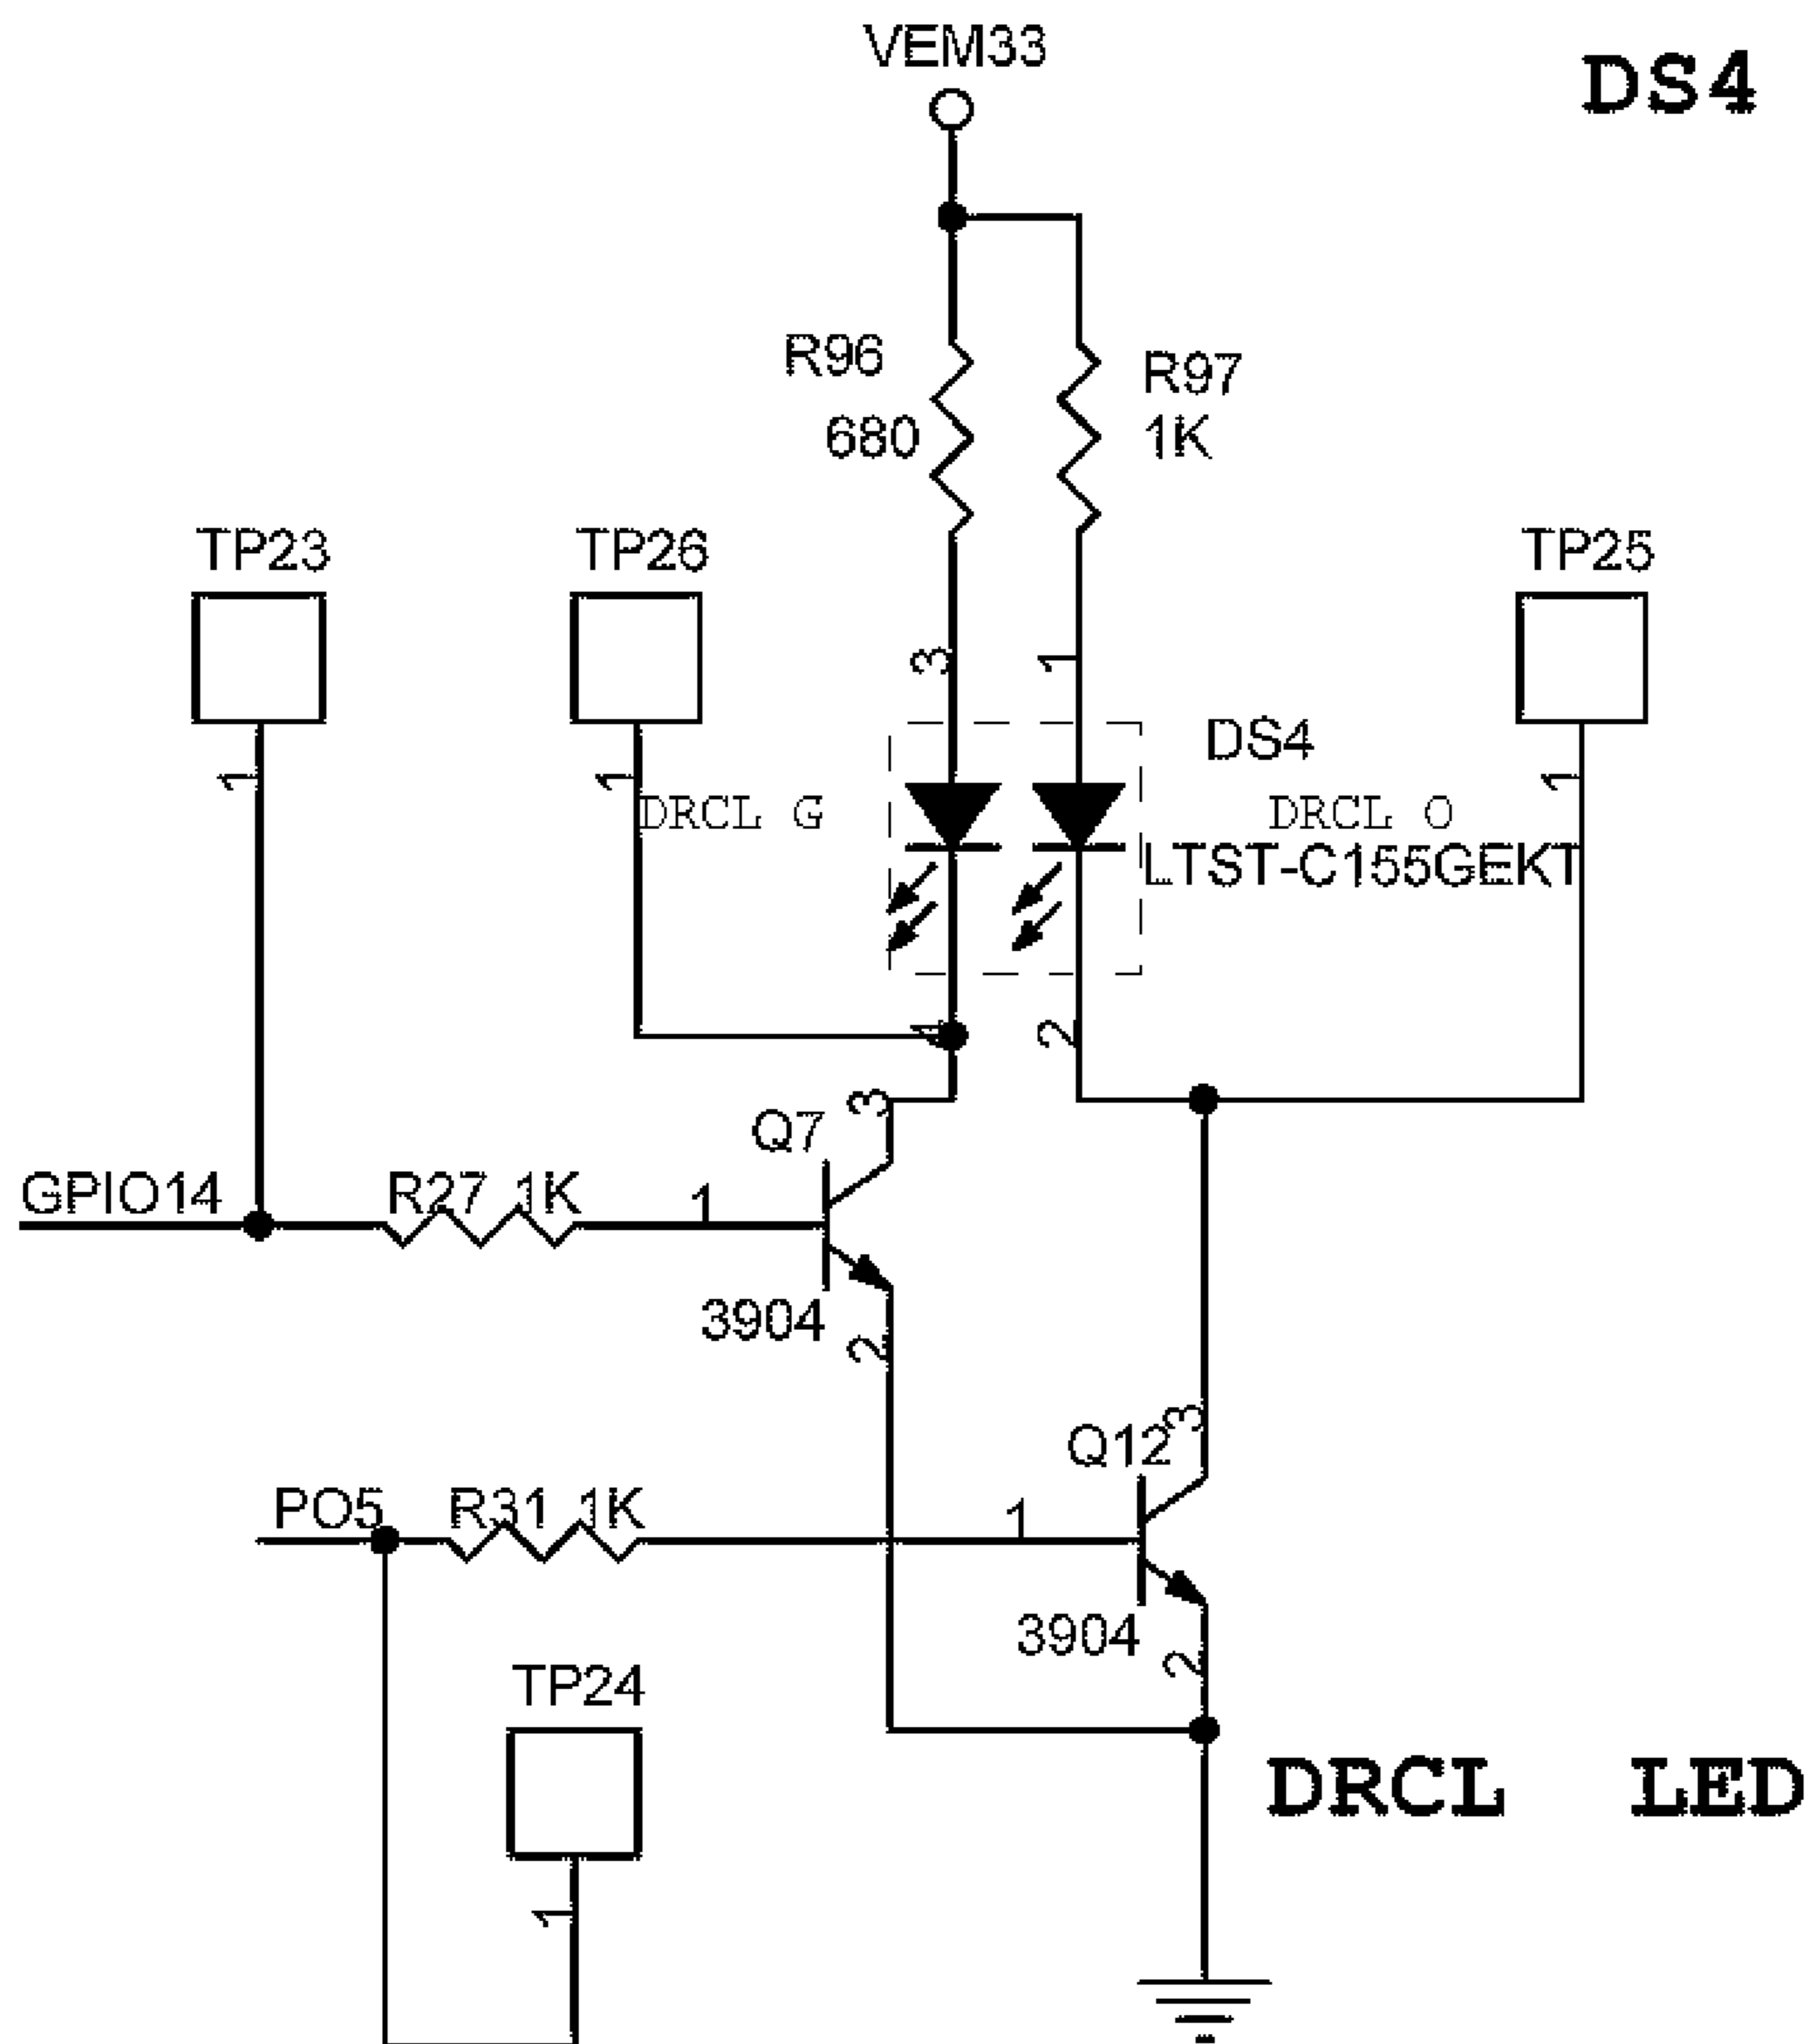 VEM33
DS4
R96
680
R97
1K
TP23
TP26
TP25
3
1
1
1
1
DS4
DRCL G
DRCL O
LTST-C155GEKT
4
2
Q7
3
GPIO14
R27 1K
1
3904
2
Q12
3
PO5
R31 1K
1
3904
2
TP24
DRCL LED
1